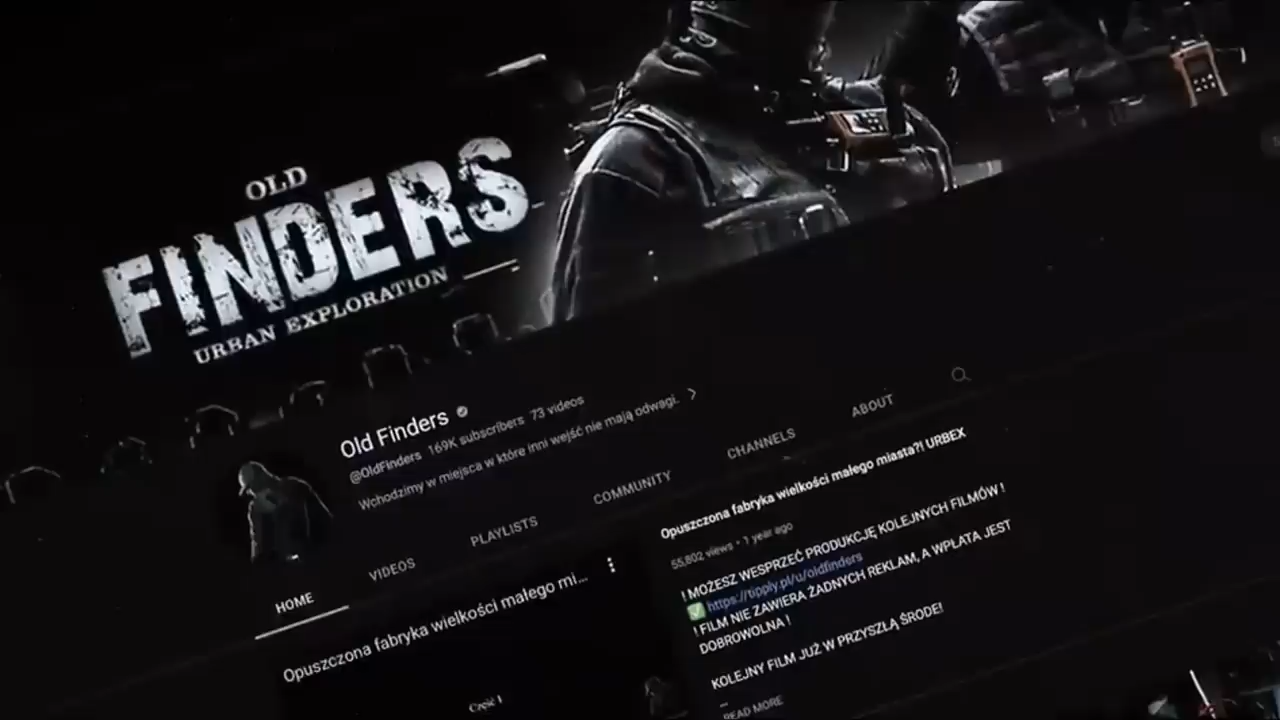 OLD
FINDERS
URBAN EXPLORATION
Old Finders
@OldFinders 169K subscribers 73 videos
Wchodzimy w miejsca w które inni wejść nie mają odwagi.
HOME VIDEOS PLAYLISTS COMMUNITY CHANNELS ABOUT
Opuszczona fabryka wielkości małego mi...
Część 1
Opuszczona fabryka wielkości małego miasta?! URBEX
55,802 views • 1 year ago
! MOŻESZ WESPRZEĆ PRODUKCJĘ KOLEJNYCH FILMÓW !
✅ https://tipply.pl/u/oldfinders
! FILM NIE ZAWIERA ŻADNYCH REKLAM, A WPŁATA JEST
DOBROWOLNA !
KOLEJNY FILM JUŻ W PRZYSZŁĄ ŚRODĘ!
...
READ MORE